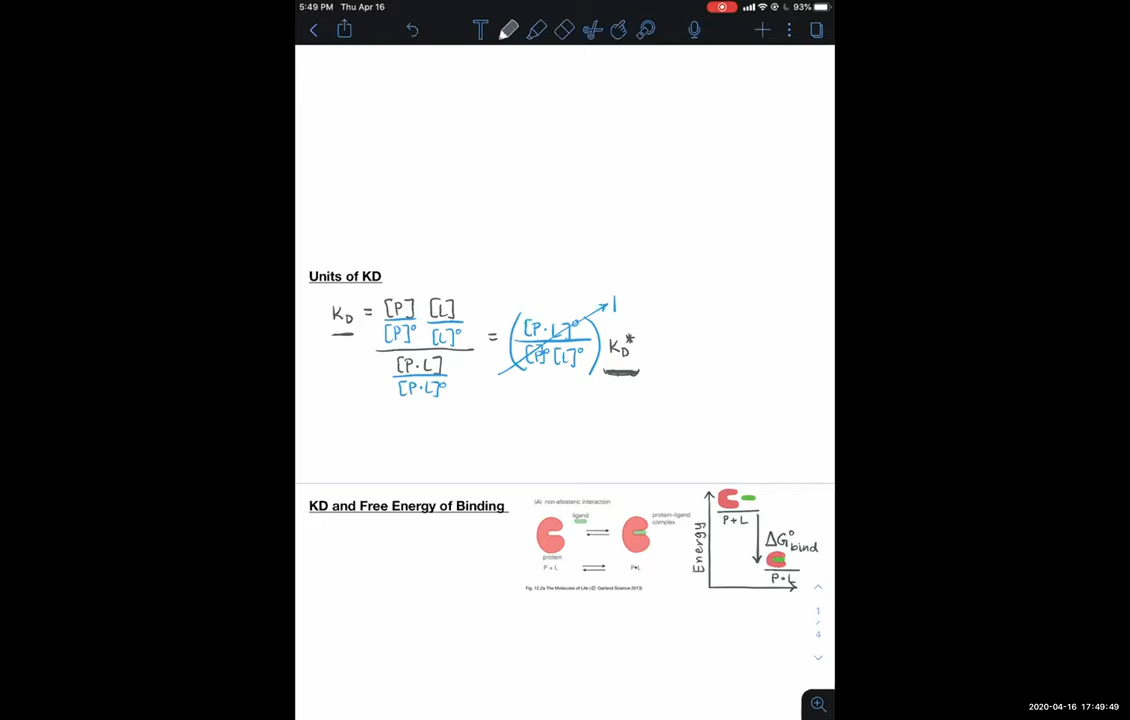 5:49 PM Thu Apr 16
93%
Units of KD
K_D = [P] [L] / [P]° [L]° / [P·L] / [P·L]° = ([P·L]° / [P]° [L]°) K_D* 1
KD and Free Energy of Binding
(A) non-allosteric interaction
ligand
protein-ligand
complex
protein
P + L
P•L
Fig. 12.2a The Molecules of Life (© Garland Science 2013)
Energy
P + L
ΔG°bind
P•L
1
/
4
2020-04-16 17:49:49